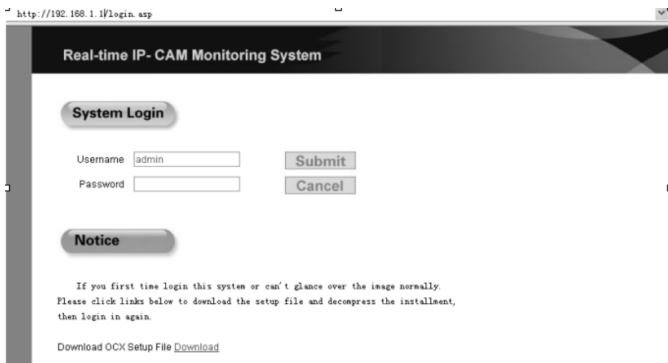 http://192.168.1.1/login.asp
Real-time IP- CAM Monitoring System
System Login
Username admin Submit
Password Cancel
Notice
If you first time login this system or can't glance over the image normally.
Please click links below to download the setup file and decompress the installment,
then login in again.
Download OCX Setup File Download